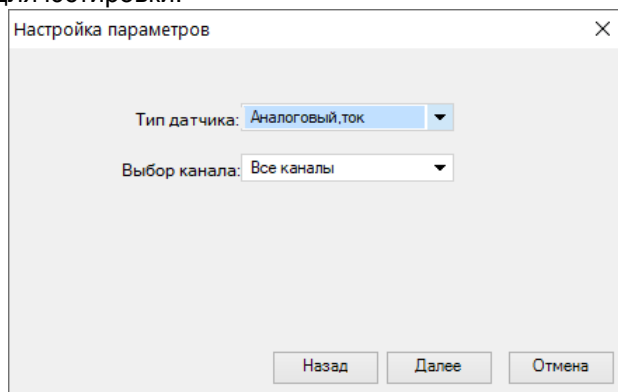 Настройка параметров
Тип датчика: Аналоговый,ток
Выбор канала: Все каналы
Назад Далее Отмена